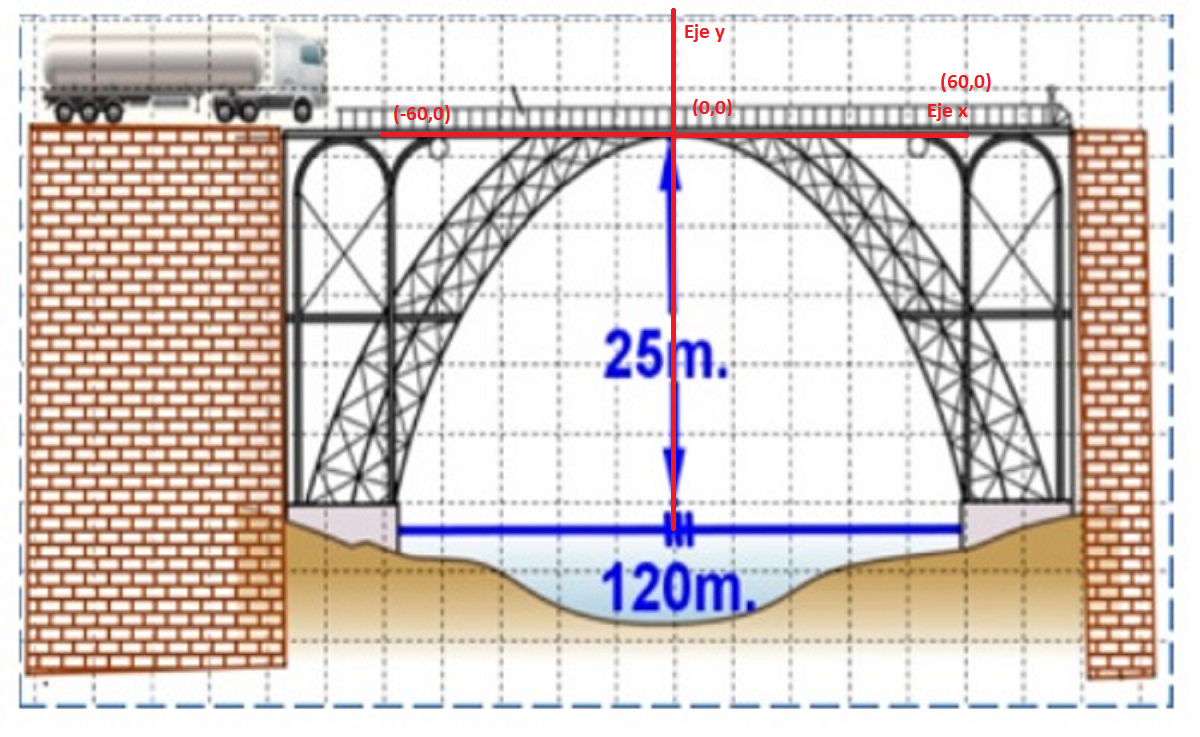 Eje y
(60,0)
(-60,0)
(0,0)
Eje x
25m.
120m.